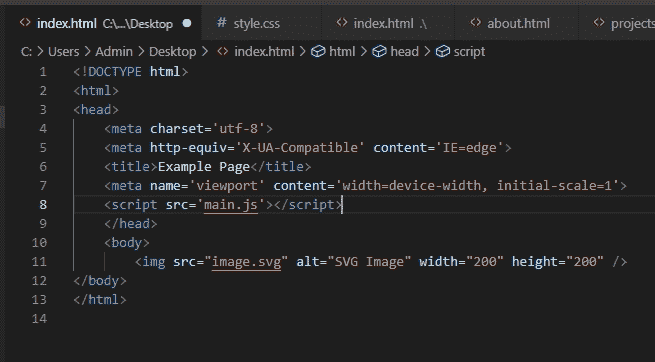 index.html C:\...\Desktop
style.css
index.html .\
about.html
projects
C: > Users > Admin > Desktop > index.html > html > head > script
1 <!DOCTYPE html>
2 <html>
3 <head>
4 <meta charset='utf-8'>
5 <meta http-equiv='X-UA-Compatible' content='IE=edge'>
6 <title>Example Page</title>
7 <meta name='viewport' content='width=device-width, initial-scale=1'>
8 <script src='main.js'></script>
9 </head>
10 <body>
11 <img src="image.svg" alt="SVG Image" width="200" height="200" />
12 </body>
13 </html>
14